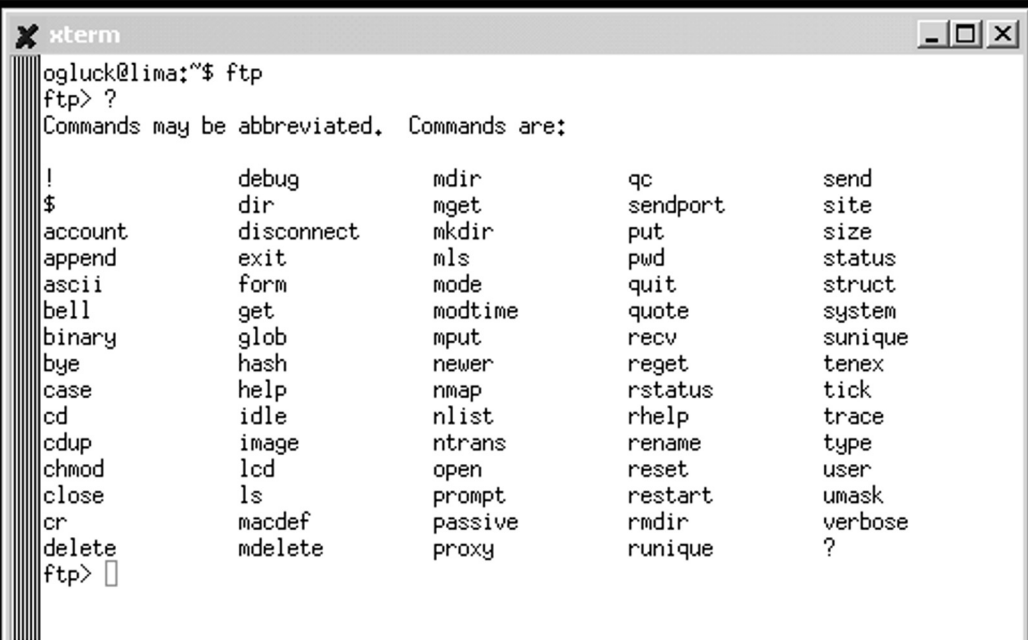 xterm
ogluck@lima:~$ ftp
ftp> ?
Commands may be abbreviated.  Commands are:
! debug mdir qc send
$ dir mget sendport site
account disconnect mkdir put size
append exit mls pwd status
ascii form mode quit struct
bell get modtime quote system
binary glob mput recv sunique
bye hash newer reget tenex
case help nmap rstatus tick
cd idle nlist rhelp trace
cdup image ntrans rename type
chmod lcd open reset user
close ls prompt restart umask
cr macdef passive rmdir verbose
delete mdelete proxy runique ?
ftp>